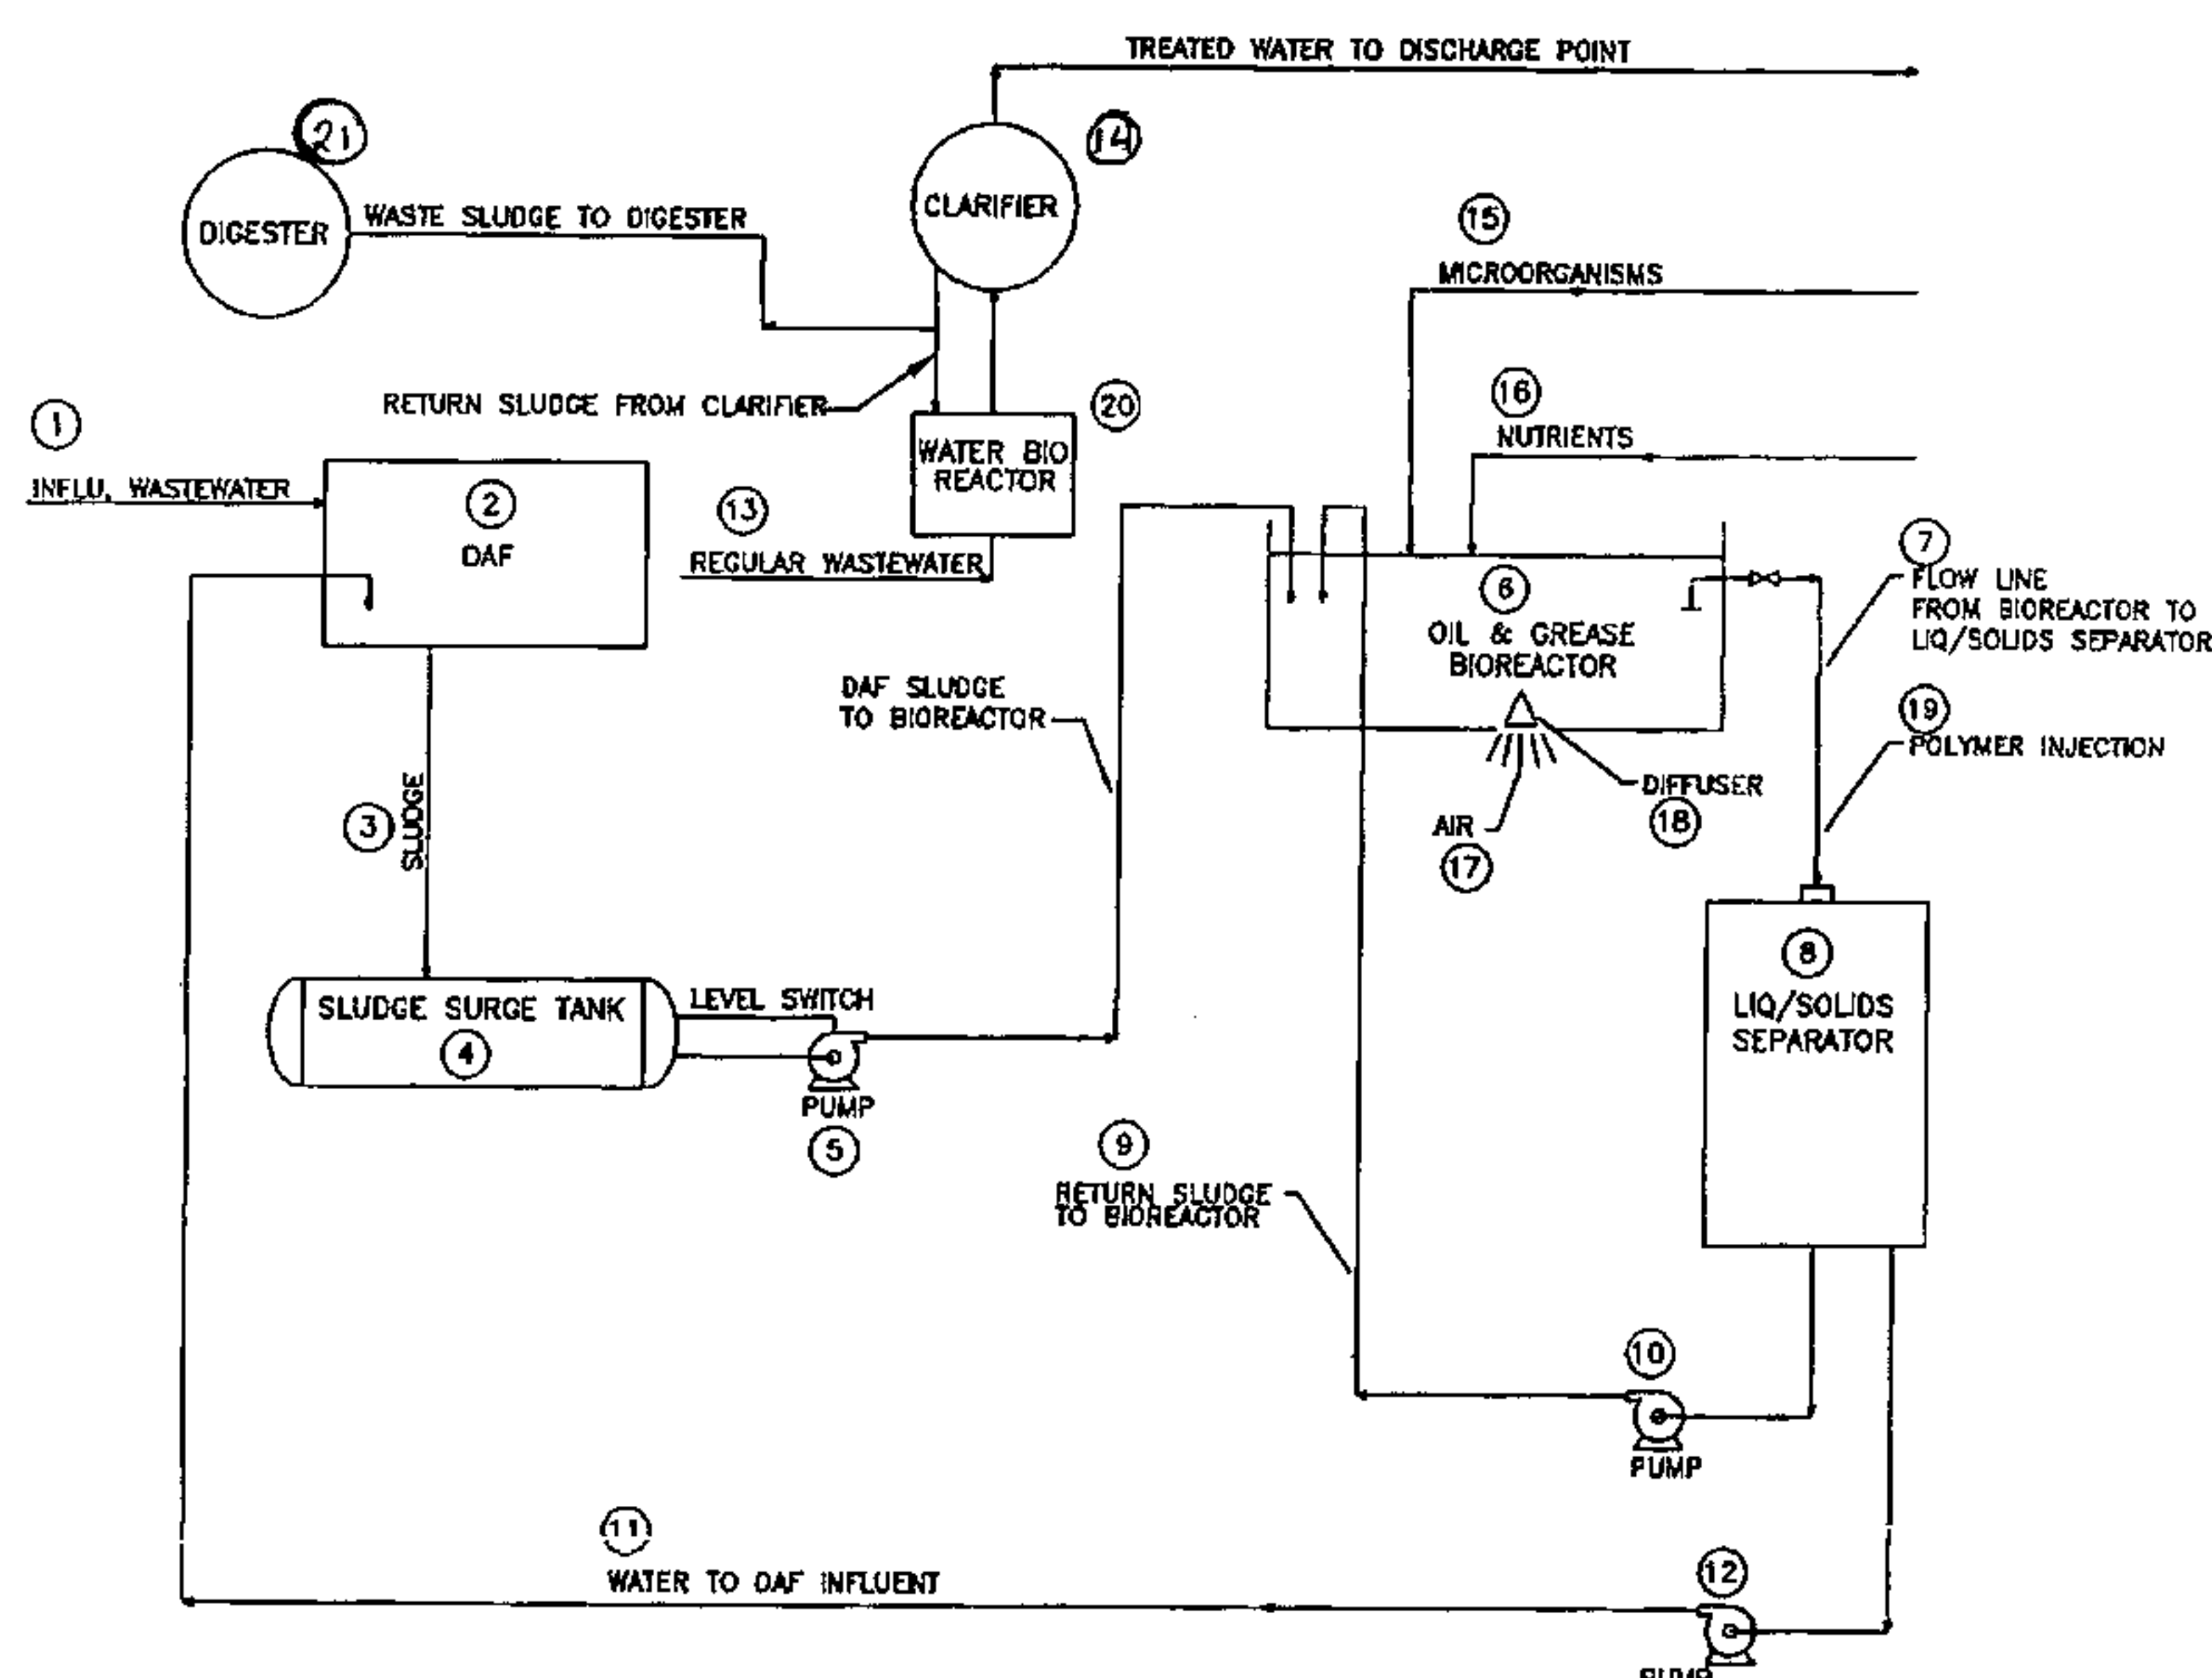 TREATED WATER TO DISCHARGE POINT
21
14
CLARIFIER
DIGESTER
WASTE SLUDGE TO DIGESTER
15
MICROORGANISMS
RETURN SLUDGE FROM CLARIFIER
20
16
NUTRIENTS
1
INFLU. WASTEWATER
2
DAF
WATER BIO
REACTOR
13
REGULAR WASTEWATER
7
FLOW LINE
FROM BIOREACTOR TO
LIQ/SOLIDS SEPARATOR
6
OIL & GREASE
BIOREACTOR
DAF SLUDGE
TO BIOREACTOR
19
POLYMER INJECTION
DIFFUSER
18
AIR
17
3
SLUDGE
8
LIQ/SOLIDS
SEPARATOR
SLUDGE SURGE TANK
4
LEVEL SWITCH
PUMP
5
9
RETURN SLUDGE
TO BIOREACTOR
10
PUMP
11
WATER TO DAF INFLUENT
12
PUMP